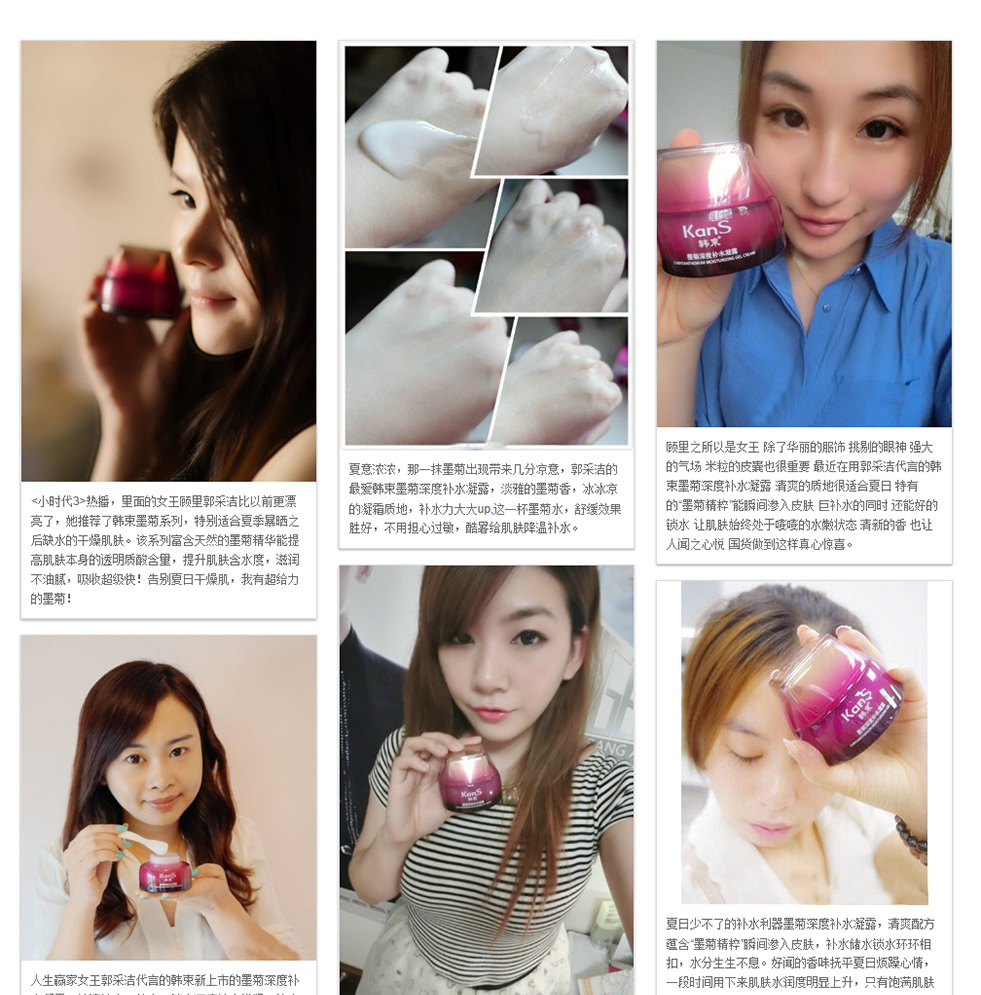 <小时代3>热播，里面的女王顾里郭采洁比以前更漂
亮了，她推荐了韩束墨菊系列，特别适合夏季暴晒之
后缺水的干燥肌肤。该系列富含天然的墨菊精华能提
高肌肤本身的透明质酸含量，提升肌肤含水度，滋润
不油腻，吸收超级快！告别夏日干燥肌，我有超给力
的墨菊！
夏意浓浓，那一抹墨菊出现带来几分凉意，郭采洁的
最爱韩束墨菊深度补水凝露，淡雅的墨菊香，冰冰凉
的凝霜质地，补水力大大up,这一杯墨菊水，舒缓效果
胜好，不用担心过敏，酷暑给肌肤降温补水。
KanS
韩束
墨菊深度补水凝露
CHRYSANTHEMUM MOISTURIZING GEL CREAM
顾里之所以是女王 除了华丽的服饰 挑剔的眼神 强大
的气场 米粒的皮囊也很重要 最近在用郭采洁代言的韩
束墨菊深度补水凝露 清爽的质地很适合夏日 特有
的“墨菊精粹”能瞬间渗入皮肤 巨补水的同时 还能好的
锁水 让肌肤始终处于喷喷的水嫩状态 清新的香 也让
人闻之心悦 国货做到这样真心惊喜。
KanS
人生赢家女王郭采洁代言的韩束新上市的墨菊深度补
KanS
韩束
BANG
KanS
韩束
墨菊深度补水凝露
夏日少不了的补水利器墨菊深度补水凝露，清爽配方
蕴含“墨菊精粹”瞬间渗入皮肤，补水储水锁水环环相
扣，水分生生不息。好闻的香味抚平夏日烦躁心情，
一段时间用下来肌肤水润度明显上升，只有饱满肌肤